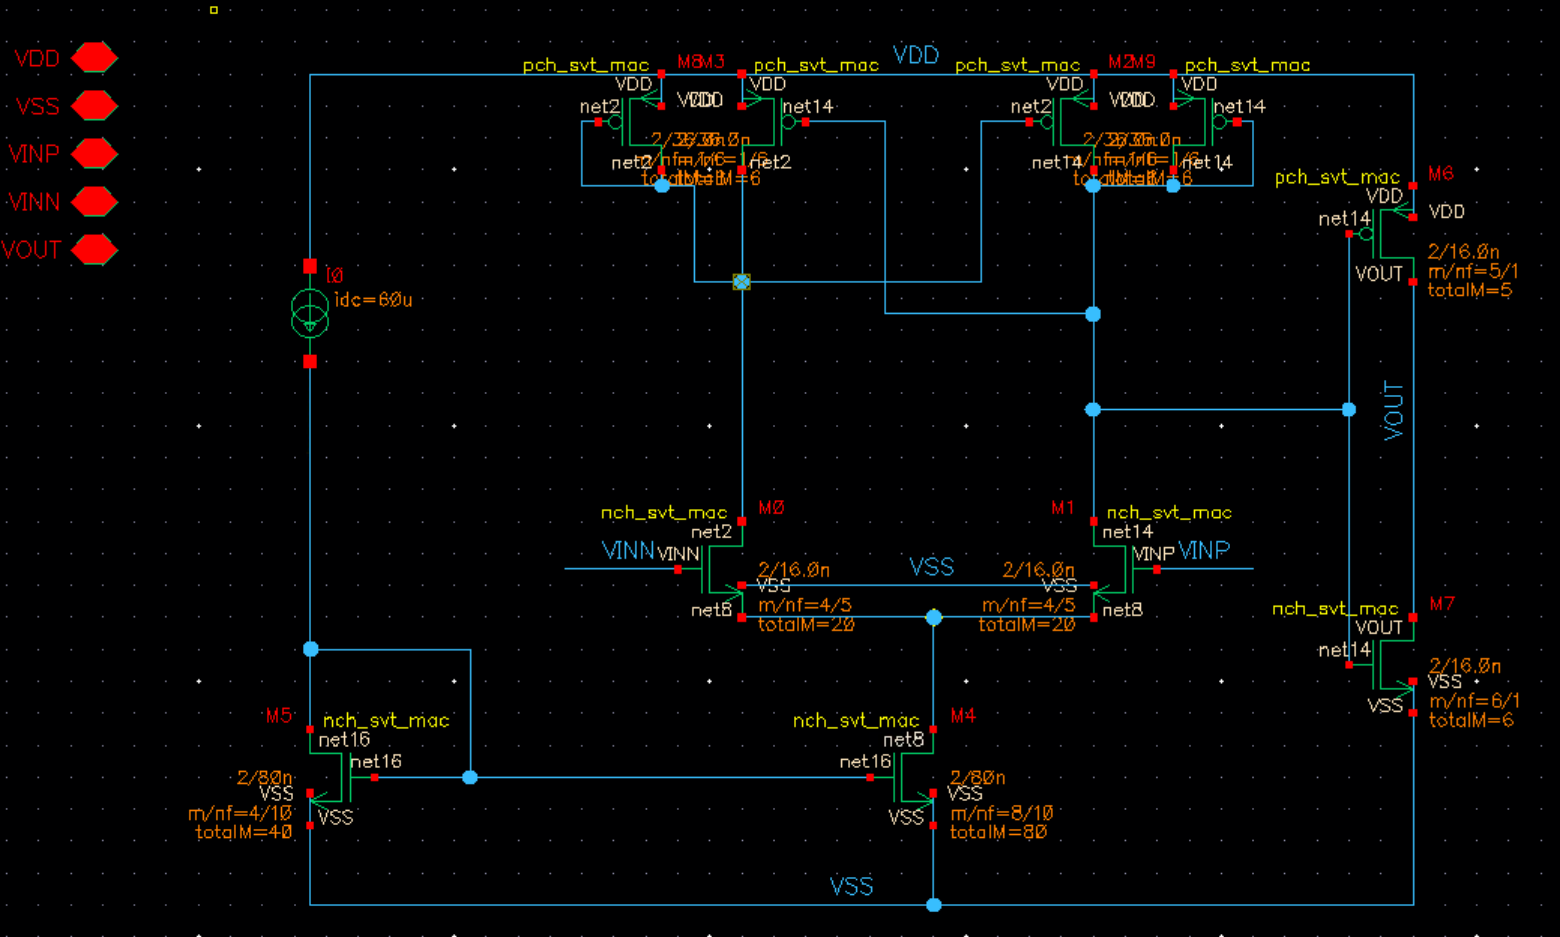 VDD
VSS
VINP
VINN
VOUT
VDD
pch_svt_mac
M8
M3
pch_svt_mac
VDD
VDD
net2
net14
net2
net2
pch_svt_mac
M2
M9
pch_svt_mac
VDD
VDD
net2
net14
net14
net14
pch_svt_mac
M6
VDD
VDD
net14
2/16.0n
m/nf=5/1
totalM=5
VOUT
I0
idc=60u
VOUT
nch_svt_mac
M0
net2
VINN
VINN
2/16.0n
VSS
m/nf=4/5
totalM=20
net8
VSS
M1
nch_svt_mac
net14
VINP
VINP
2/16.0n
VSS
m/nf=4/5
totalM=20
net8
nch_svt_mac
M7
VOUT
net14
2/16.0n
VSS
m/nf=6/1
totalM=6
VSS
M5
nch_svt_mac
net16
net16
2/80n
VSS
m/nf=4/10
totalM=40
VSS
nch_svt_mac
M4
net8
net16
2/80n
VSS
m/nf=8/10
totalM=80
VSS
VSS